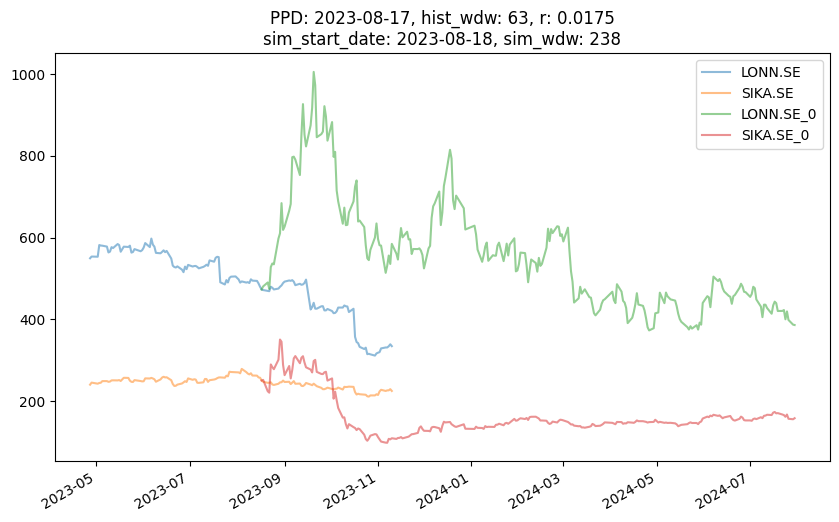 PPD: 2023-08-17, hist_wdw: 63, r: 0.0175
sim_start_date: 2023-08-18, sim_wdw: 238
LONN.SE
SIKA.SE
LONN.SE_0
SIKA.SE_0
1000
800
600
400
200
2023-05
2023-07
2023-09
2023-11
2024-01
2024-03
2024-05
2024-07